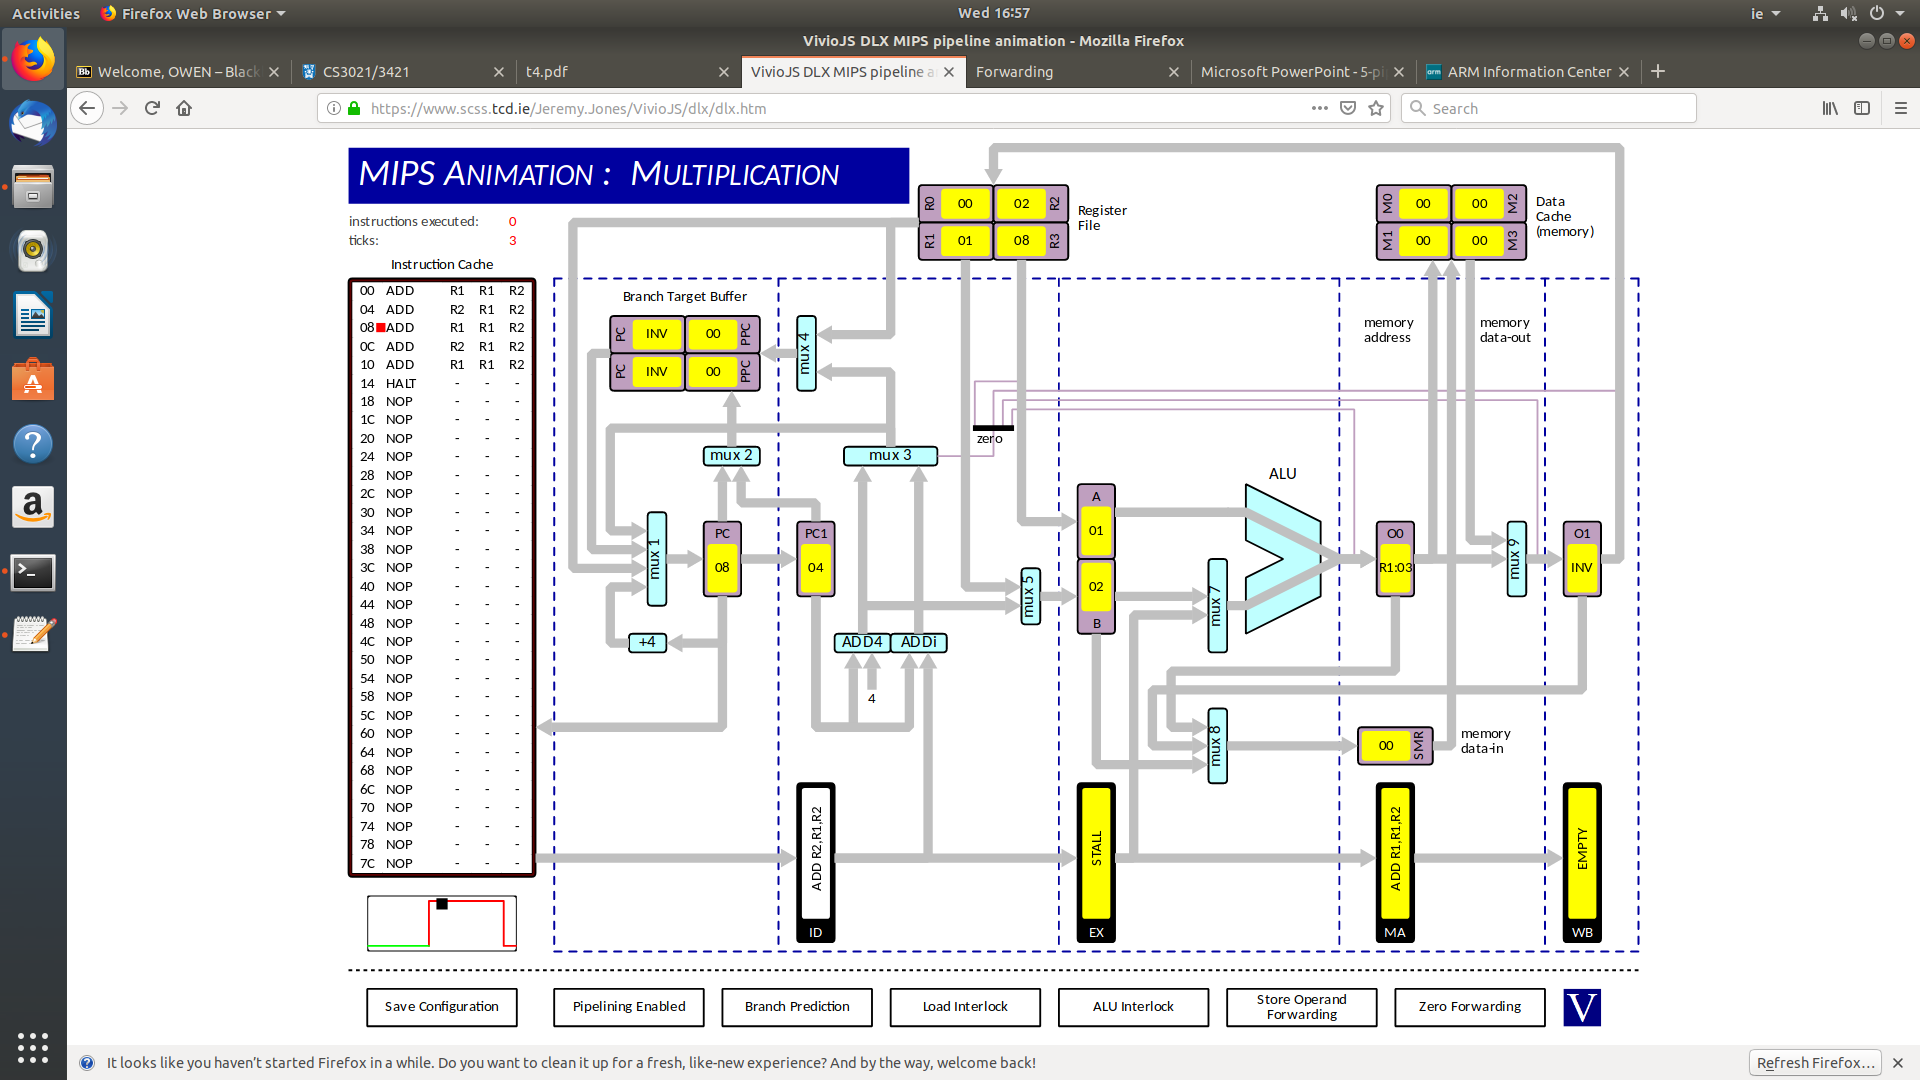 Activities Firefox Web Browser Wed 16:57 ie
VivioJS DLX MIPS pipeline animation - Mozilla Firefox
Welcome, OWEN – Black CS3021/3421 t4.pdf VivioJS DLX MIPS pipeline a Forwarding Microsoft PowerPoint - 5-pi ARM Information Center
https://www.scss.tcd.ie/Jeremy.Jones/VivioJS/dlx/dlx.htm Search
MIPS ANIMATION : MULTIPLICATION
instructions executed: 0
ticks: 3
Instruction Cache
00 ADD R1 R1 R2
04 ADD R2 R1 R2
08 ADD R1 R1 R2
0C ADD R2 R1 R2
10 ADD R1 R1 R2
14 HALT - - -
18 NOP - - -
1C NOP - - -
20 NOP - - -
24 NOP - - -
28 NOP - - -
2C NOP - - -
30 NOP - - -
34 NOP - - -
38 NOP - - -
3C NOP - - -
40 NOP - - -
44 NOP - - -
48 NOP - - -
4C NOP - - -
50 NOP - - -
54 NOP - - -
58 NOP - - -
5C NOP - - -
60 NOP - - -
64 NOP - - -
68 NOP - - -
6C NOP - - -
70 NOP - - -
74 NOP - - -
78 NOP - - -
7C NOP - - -
R0 00 02 R2
R1 01 08 R3
Register
File
M0 00 00 M2
M1 00 00 M3
Data
Cache
(memory)
Branch Target Buffer
PC INV 00 PPC
PC INV 00 PPC
mux 4
memory
address
memory
data-out
zero
mux 2
mux 3
ALU
mux 1
PC
08
PC1
04
mux 5
A
01
02
B
mux 7
O0
R1:03
mux 9
O1
INV
+4
ADD4
ADDi
4
mux 8
00 SMR
memory
data-in
ADD R2,R1,R2
ID
STALL
EX
ADD R1,R1,R2
MA
EMPTY
WB
Save Configuration
Pipelining Enabled
Branch Prediction
Load Interlock
ALU Interlock
Store Operand
Forwarding
Zero Forwarding
V
It looks like you haven't started Firefox in a while. Do you want to clean it up for a fresh, like-new experience? And by the way, welcome back! Refresh Firefox…